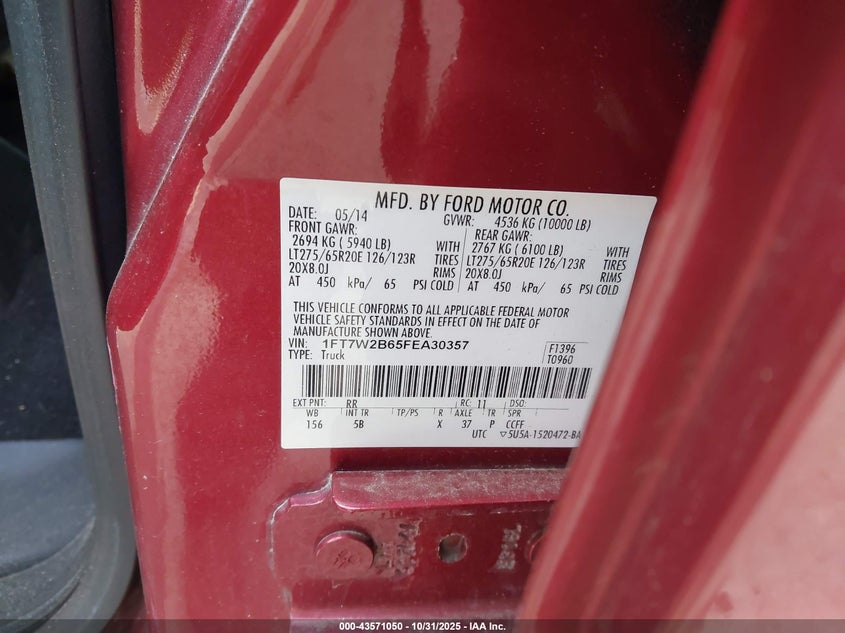 MFD. BY FORD MOTOR CO.
DATE: 05/14 GVWR: 4536 KG (10000 LB)
FRONT GAWR: REAR GAWR:
2694 KG ( 5940 LB) WITH 2767 KG ( 6100 LB) WITH
LT275/65R20E 126/123R TIRES LT275/65R20E 126/123R TIRES
20X8.0J RIMS 20X8.0J RIMS
AT 450 kPa/ 65 PSI COLD AT 450 kPa/ 65 PSI COLD
THIS VEHICLE CONFORMS TO ALL APPLICABLE FEDERAL MOTOR
VEHICLE SAFETY STANDARDS IN EFFECT ON THE DATE OF
MANUFACTURE SHOWN ABOVE.
VIN: 1FT7W2B65FEA30357 F1396
TYPE: Truck T0960
EXT PNT: RR RC: 11 DSO:
WB INT TR TP/PS R AXLE TR SPR
156 5B X 37 P CCFF
UTC ▽5U5A-1520472-BA
000-43571050 - 10/31/2025 - IAA Inc.